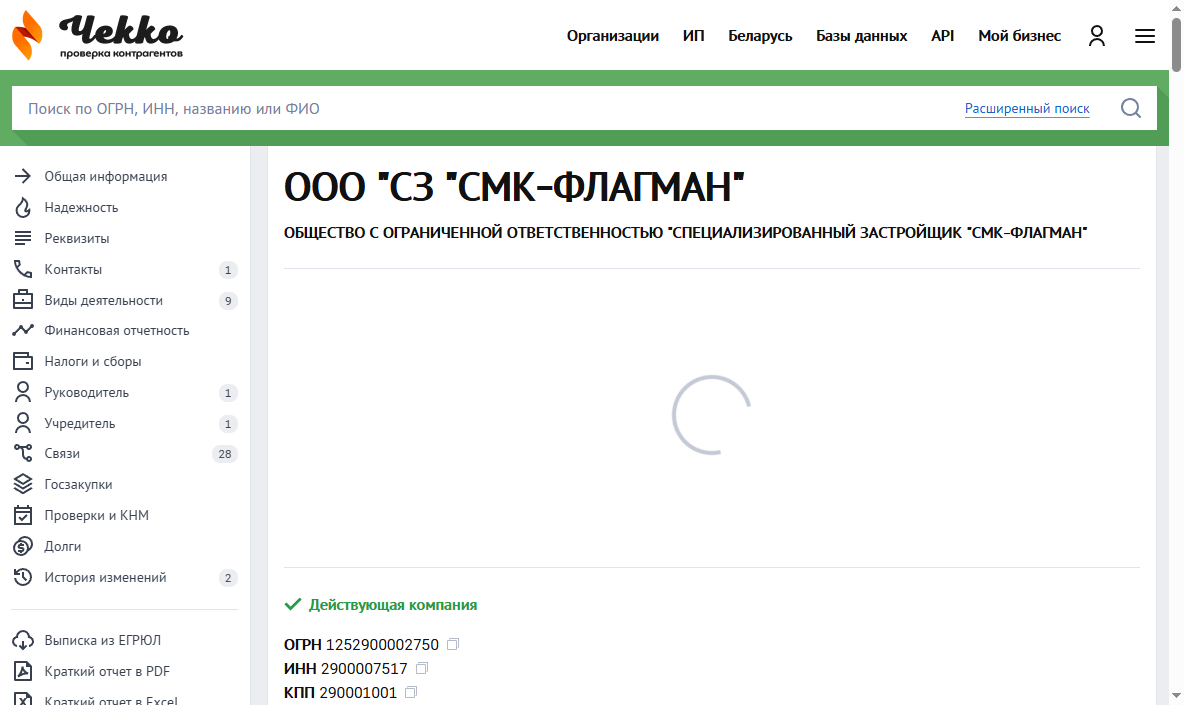 Чекко
проверка контрагентов
Организации ИП Беларусь Базы данных API Мой бизнес
Поиск по ОГРН, ИНН, названию или ФИО Расширенный поиск
Общая информация
Надежность
Реквизиты
Контакты 1
Виды деятельности 9
Финансовая отчетность
Налоги и сборы
Руководитель 1
Учредитель 1
Связи 28
Госзакупки
Проверки и КНМ
Долги
История изменений 2
Выписка из ЕГРЮЛ
Краткий отчет в PDF
Краткий отчет в Excel
ООО "СЗ "СМК-ФЛАГМАН"
ОБЩЕСТВО С ОГРАНИЧЕННОЙ ОТВЕТСТВЕННОСТЬЮ "СПЕЦИАЛИЗИРОВАННЫЙ ЗАСТРОЙЩИК "СМК-ФЛАГМАН"
Действующая компания
ОГРН 1252900002750
ИНН 2900007517
КПП 290001001